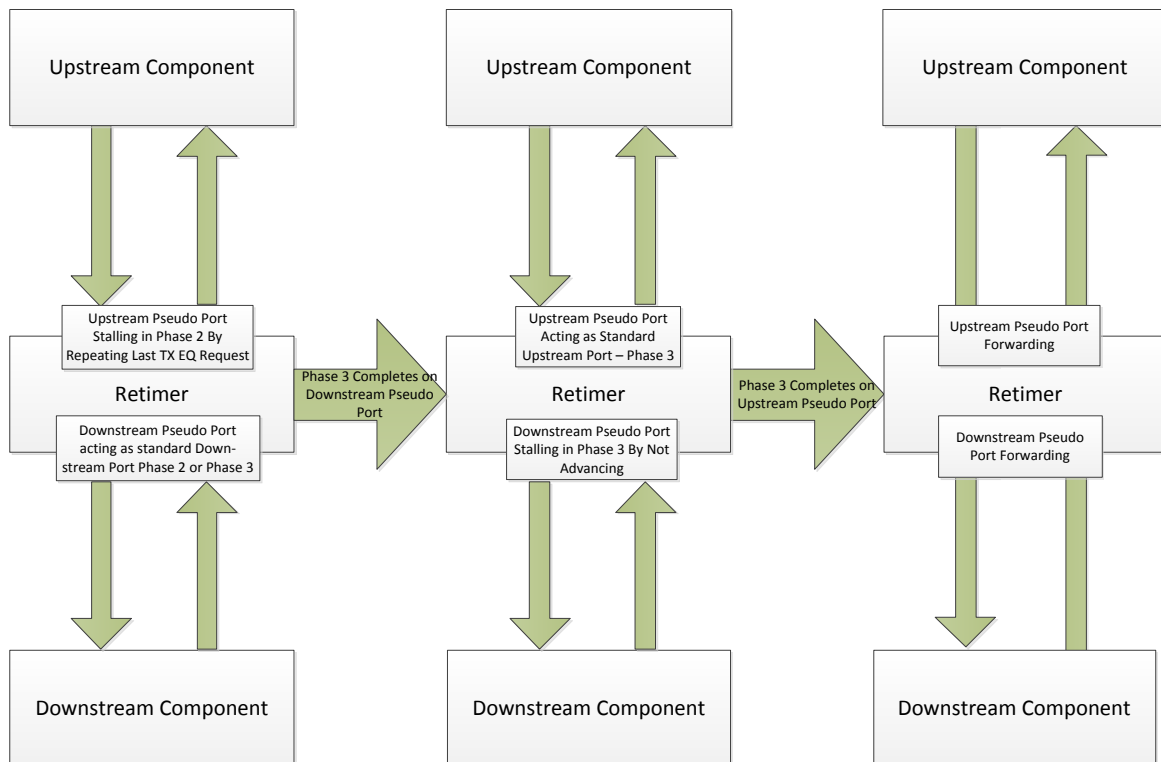 Upstream Component
Upstream Pseudo Port
Stalling in Phase 2 By
Repeating Last TX EQ Request
Retimer
Downstream Pseudo Port
acting as standard Down-
stream Port Phase 2 or Phase 3
Downstream Component
Phase 3 Completes on
Downstream Pseudo
Port
Upstream Component
Upstream Pseudo Port
Acting as Standard
Upstream Port – Phase 3
Retimer
Downstream Pseudo Port
Stalling in Phase 3 By Not
Advancing
Downstream Component
Phase 3 Completes on
Upstream Pseudo Port
Upstream Component
Upstream Pseudo Port
Forwarding
Retimer
Downstream Pseudo
Port Forwarding
Downstream Component